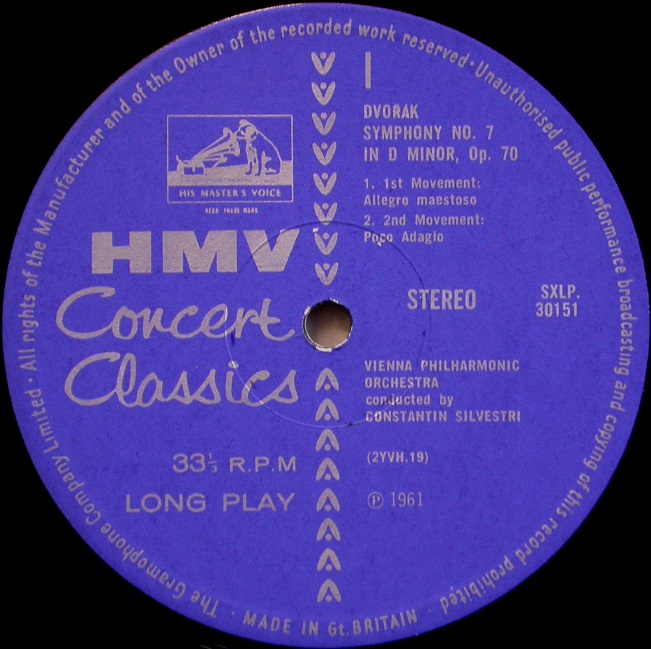 The Gramophone Company Limited · All rights of the Manufacturer and of the Owner of the recorded work reserved · Unauthorised public performance broadcasting and copying of this record prohibited ·
HIS MASTER'S VOICE
REGD TRADE MARK
HMV
Concert
Classics
33⅓ R.P.M
LONG PLAY
I
DVORAK
SYMPHONY NO. 7
IN D MINOR, Op. 70
1. 1st Movement:
Allegro maestoso
2. 2nd Movement:
Poco Adagio
STEREO
SXLP.
30151
VIENNA PHILHARMONIC
ORCHESTRA
conducted by
CONSTANTIN SILVESTRI
(2YVH.19)
℗ 1961
· MADE IN Gt. BRITAIN ·